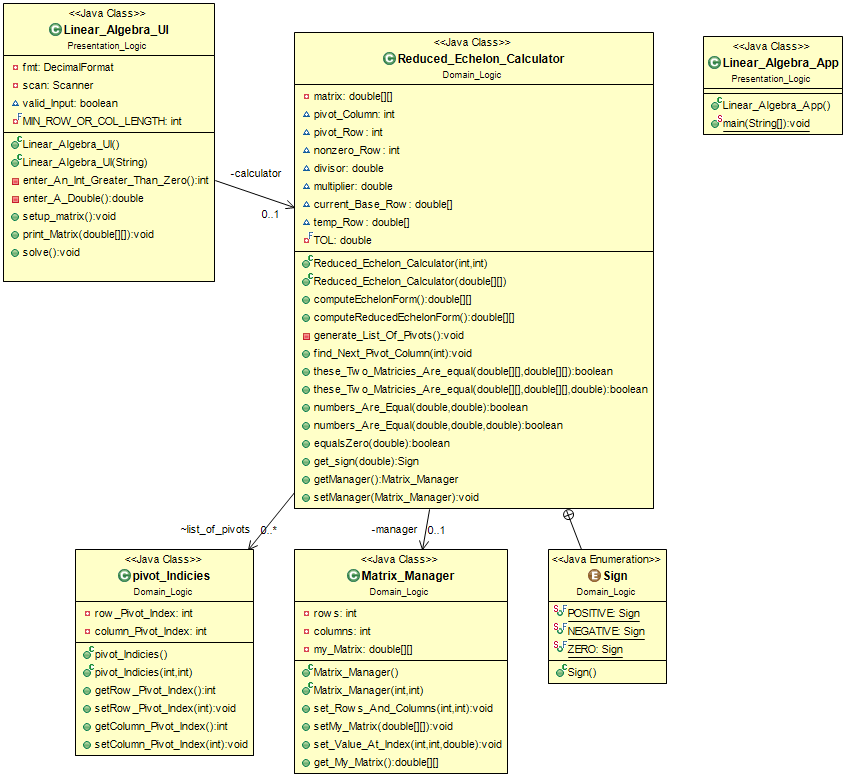 <<Java Class>>
Linear_Algebra_UI
Presentation_Logic
fmt: DecimalFormat
scan: Scanner
valid_Input: boolean
MIN_ROW_OR_COL_LENGTH: int
Linear_Algebra_UI()
Linear_Algebra_UI(String)
enter_An_Int_Greater_Than_Zero():int
enter_A_Double():double
setup_matrix():void
print_Matrix(double[][]):void
solve():void
-calculator
0..1
<<Java Class>>
Reduced_Echelon_Calculator
Domain_Logic
matrix: double[][]
pivot_Column: int
pivot_Row: int
nonzero_Row: int
divisor: double
multiplier: double
current_Base_Row: double[]
temp_Row: double[]
TOL: double
Reduced_Echelon_Calculator(int,int)
Reduced_Echelon_Calculator(double[][])
computeEchelonForm():double[][]
computeReducedEchelonForm():double[][]
generate_List_Of_Pivots():void
find_Next_Pivot_Column(int):void
these_Two_Matricies_Are_equal(double[][],double[][]):boolean
these_Two_Matricies_Are_equal(double[][],double[][],double):boolean
numbers_Are_Equal(double,double):boolean
numbers_Are_Equal(double,double,double):boolean
equalsZero(double):boolean
get_sign(double):Sign
getManager():Matrix_Manager
setManager(Matrix_Manager):void
<<Java Class>>
Linear_Algebra_App
Presentation_Logic
Linear_Algebra_App()
main(String[]):void
~list_of_pivots
0..*
-manager
0..1
<<Java Class>>
pivot_Indicies
Domain_Logic
row_Pivot_Index: int
column_Pivot_Index: int
pivot_Indicies()
pivot_Indicies(int,int)
getRow_Pivot_Index():int
setRow_Pivot_Index(int):void
getColumn_Pivot_Index():int
setColumn_Pivot_Index(int):void
<<Java Class>>
Matrix_Manager
Domain_Logic
rows: int
columns: int
my_Matrix: double[][]
Matrix_Manager()
Matrix_Manager(int,int)
set_Rows_And_Columns(int,int):void
setMy_Matrix(double[][]):void
set_Value_At_Index(int,int,double):void
get_My_Matrix():double[][]
<<Java Enumeration>>
Sign
Domain_Logic
POSITIVE: Sign
NEGATIVE: Sign
ZERO: Sign
Sign()